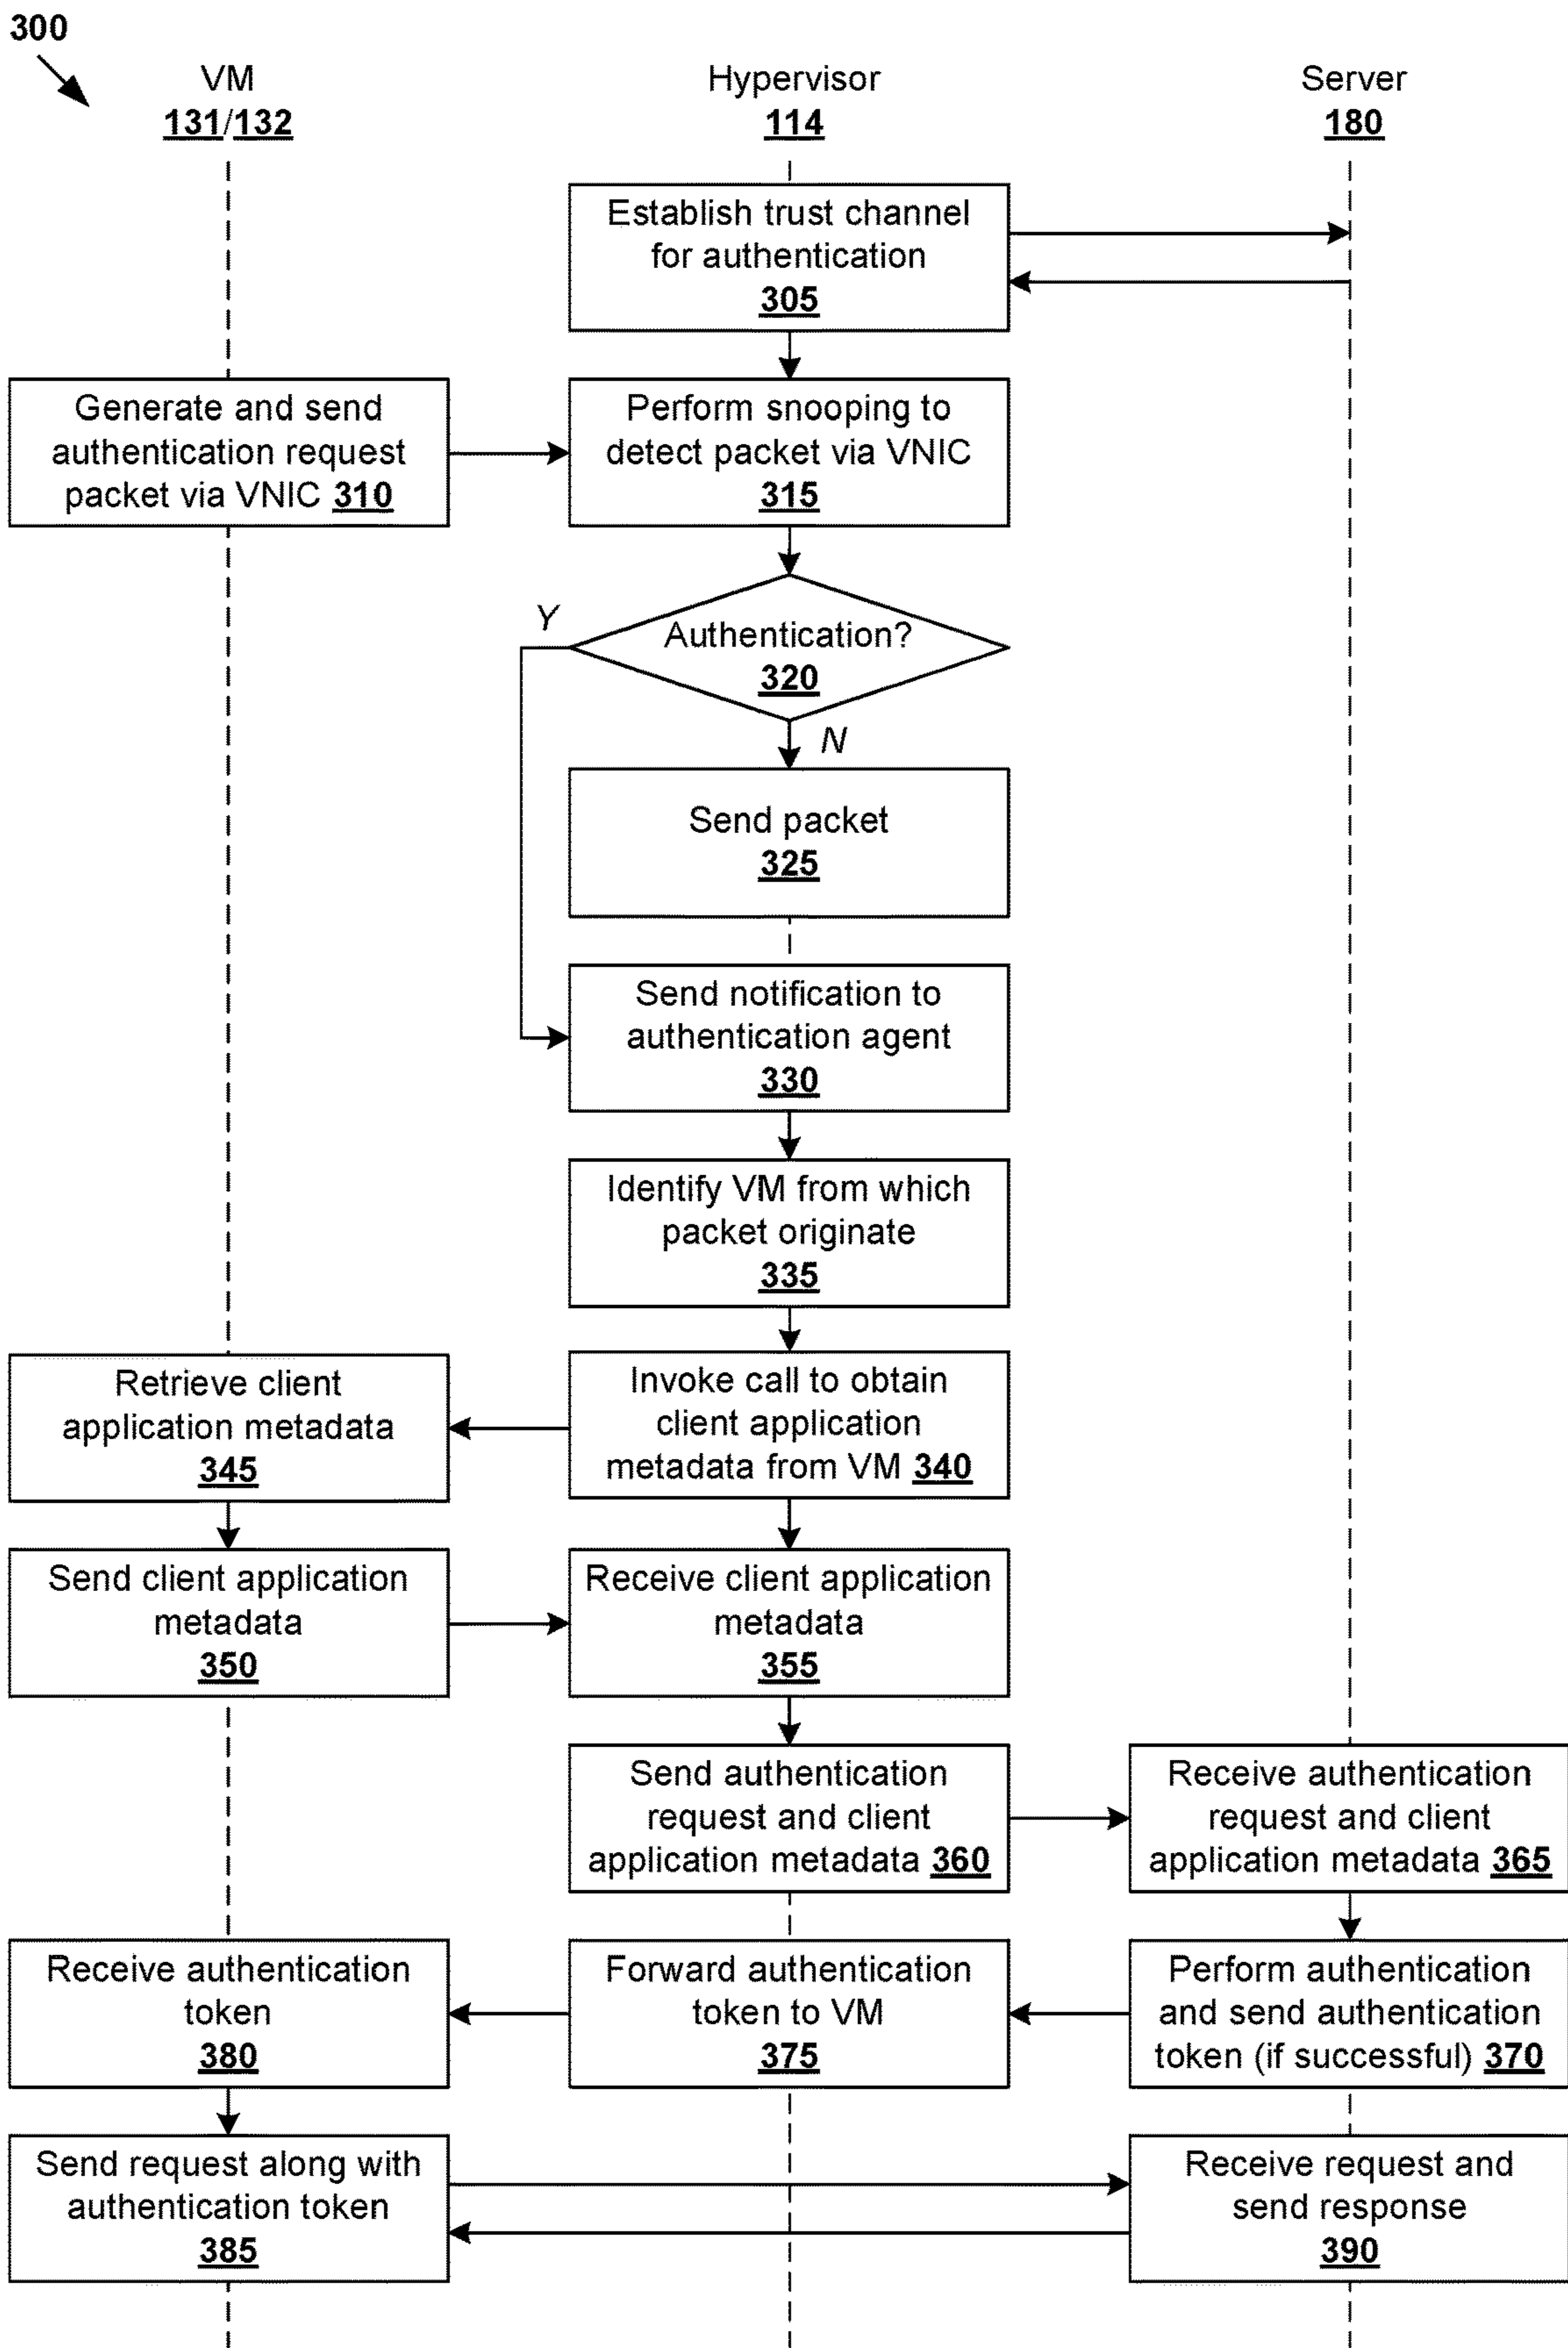 300
VM
131/132
Hypervisor
114
Server
180
Establish trust channel
for authentication
305
Generate and send
authentication request
packet via VNIC 310
Perform snooping to
detect packet via VNIC
315
Y
Authentication?
320
N
Send packet
325
Send notification to
authentication agent
330
Identify VM from which
packet originate
335
Retrieve client
application metadata
345
Invoke call to obtain
client application
metadata from VM 340
Send client application
metadata
350
Receive client application
metadata
355
Send authentication
request and client
application metadata 360
Receive authentication
request and client
application metadata 365
Receive authentication
token
380
Forward authentication
token to VM
375
Perform authentication
and send authentication
token (if successful) 370
Send request along with
authentication token
385
Receive request and
send response
390